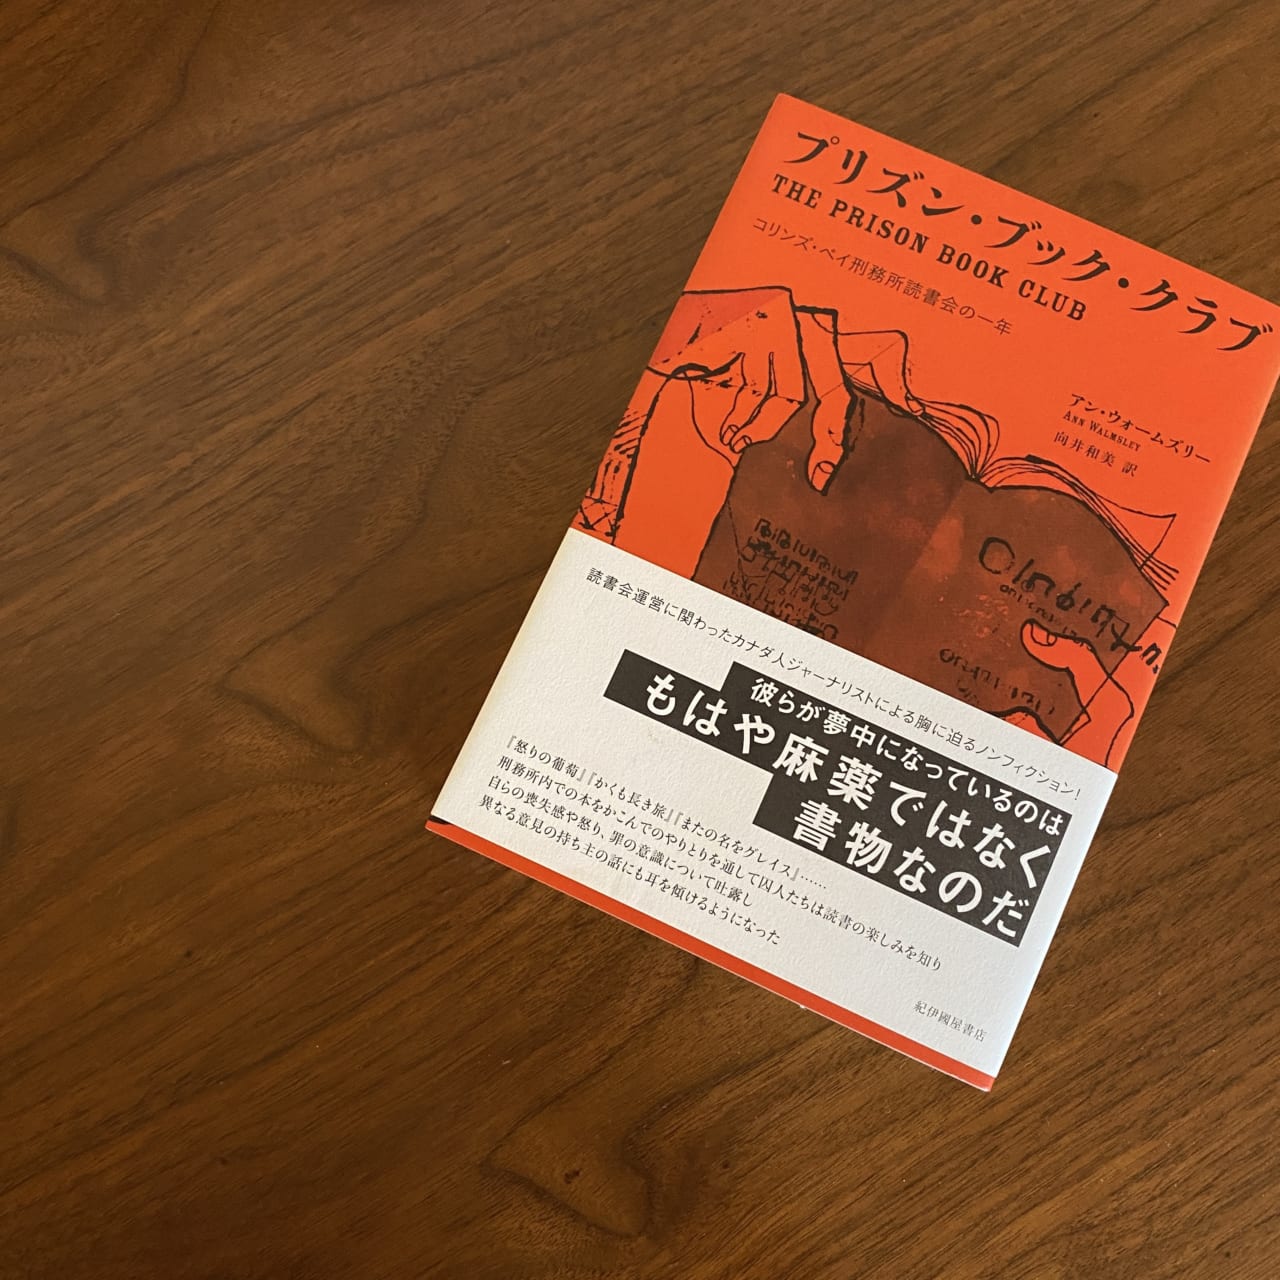 プリズン・ブック・クラブ
THE PRISON BOOK CLUB
コリンズ・ベイ刑務所読書会の一年
アン・ウォームズリー
ANN WALMSLEY
向井和美 訳
読書会運営に関わったカナダ人ジャーナリストによる胸に迫るノンフィクション!
彼らが夢中になっているのは
もはや麻薬ではなく
書物なのだ
『怒りの葡萄』『かくも長き旅』『またの名をグレイス』……
刑務所内での本をかこんでのやりとりを通して囚人たちは読書の楽しみを知り
自らの喪失感や怒り、罪の意識について吐露し
異なる意見の持ち主の話にも耳を傾けるようになった
紀伊國屋書店